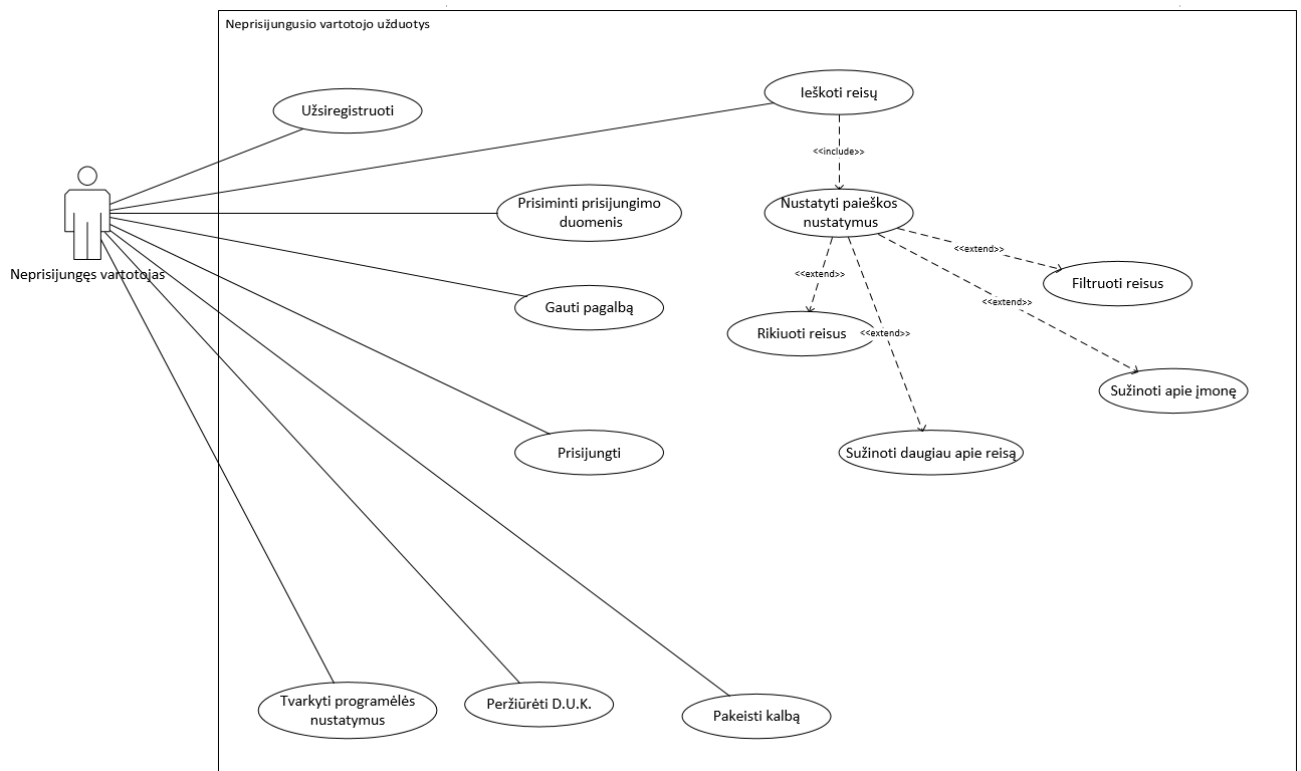 Neprisijungusio vartotojo užduotys
Ieškoti reisų
Užsiregistruoti
<<include>>
Prisiminti prisijungimo
duomenis
Nustatyti paieškos
nustatymus
Neprisijungęs vartotojas
<<extend>>
<<extend>>
Filtruoti reisus
<<extend>>
Gauti pagalbą
Rikiuoti reisus
<<extend>>
Sužinoti apie įmonę
Prisijungti
Sužinoti daugiau apie reisą
Tvarkyti programėlės
nustatymus
Peržiūrėti D.U.K.
Pakeisti kalbą